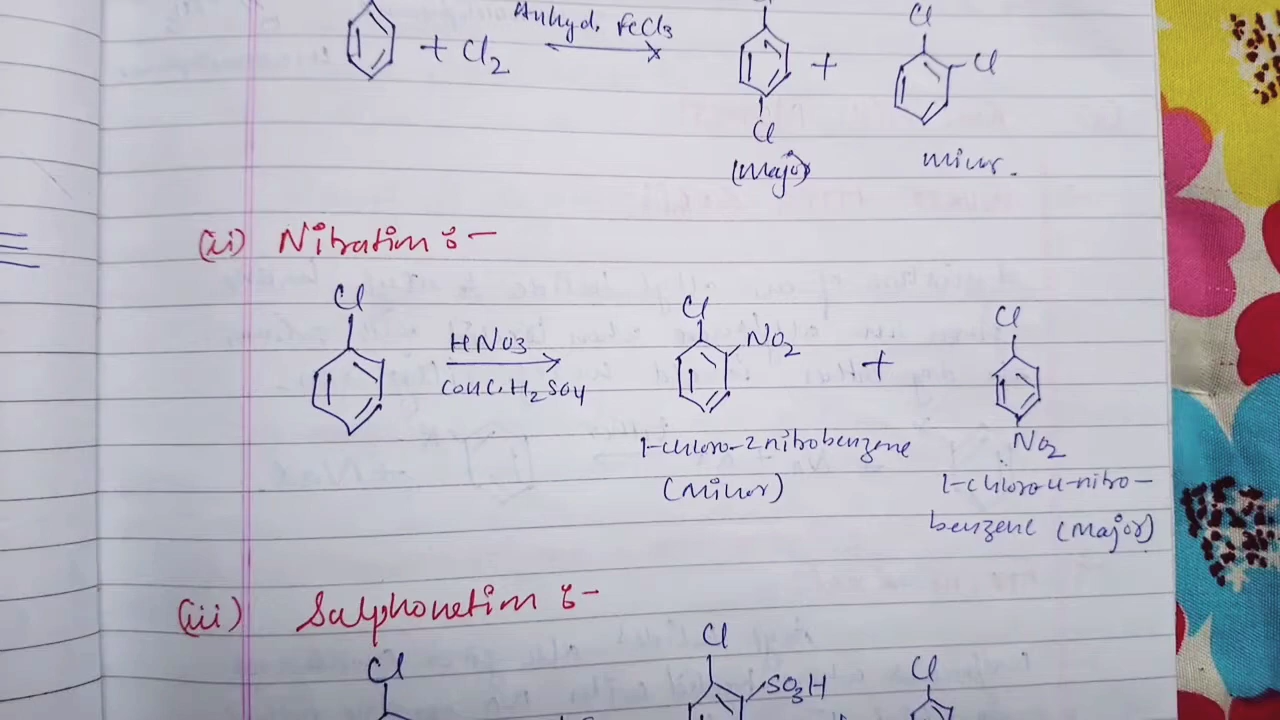 + Cl2 Anhyd. FeCl3 +
Cl Cl
Cl
(Major) minor.
(ii) Nitration :-
Cl HNO3 conc. H2SO4 Cl NO2 + Cl NO2
1-chloro-2nitrobenzene
(Minor)
1-chloro 4-nitro-
benzene (Major)
(iii) Sulphonation :-
Cl Cl SO3H Cl